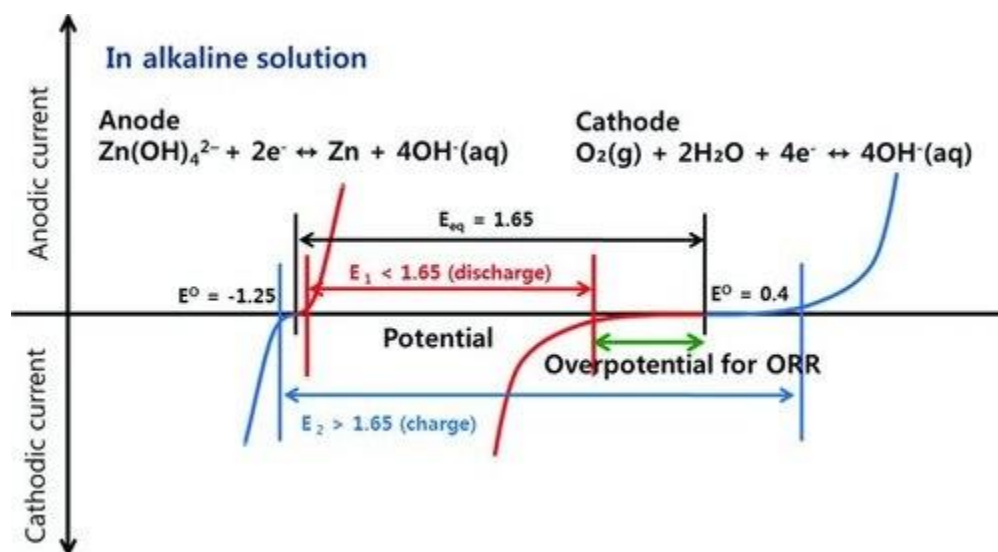 In alkaline solution
Anode
Zn(OH)₄²⁻ + 2e⁻ ↔ Zn + 4OH⁻(aq)
Cathode
O₂(g) + 2H₂O + 4e⁻ ↔ 4OH⁻(aq)
Anodic current
E_eq = 1.65
E₁ < 1.65 (discharge)
E⁰ = -1.25
E⁰ = 0.4
Potential
Overpotential for ORR
E₂ > 1.65 (charge)
Cathodic current